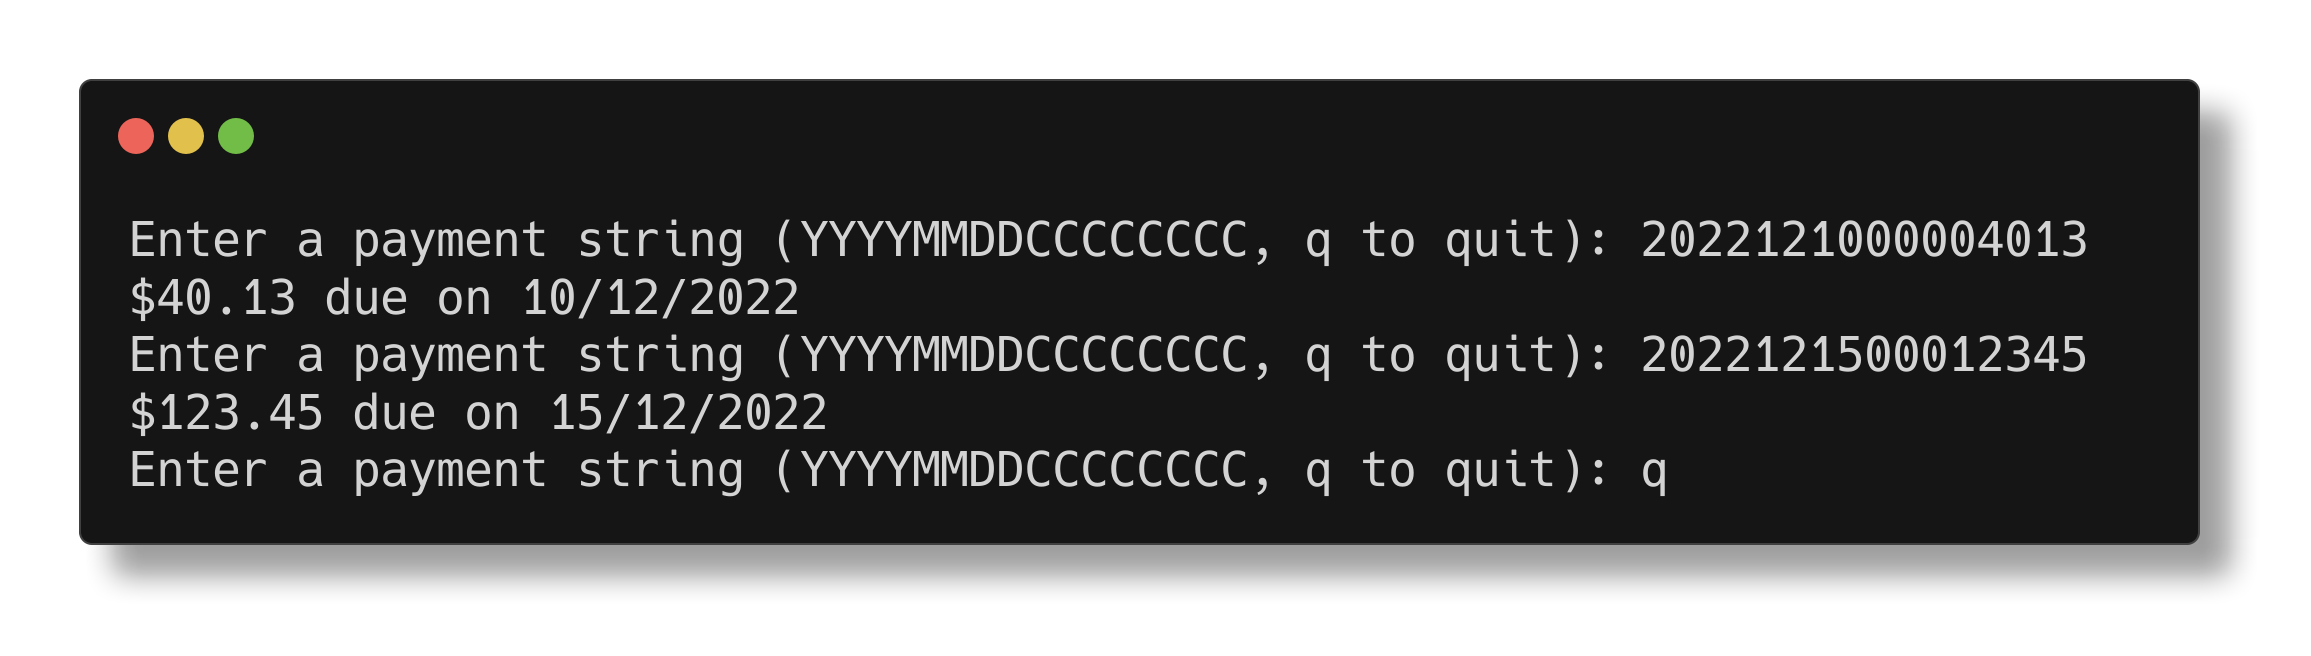 Enter a payment string (YYYYMMDDCCCCCCCC, q to quit): 2022121000004013
$40.13 due on 10/12/2022
Enter a payment string (YYYYMMDDCCCCCCCC, q to quit): 2022121500012345
$123.45 due on 15/12/2022
Enter a payment string (YYYYMMDDCCCCCCCC, q to quit): q